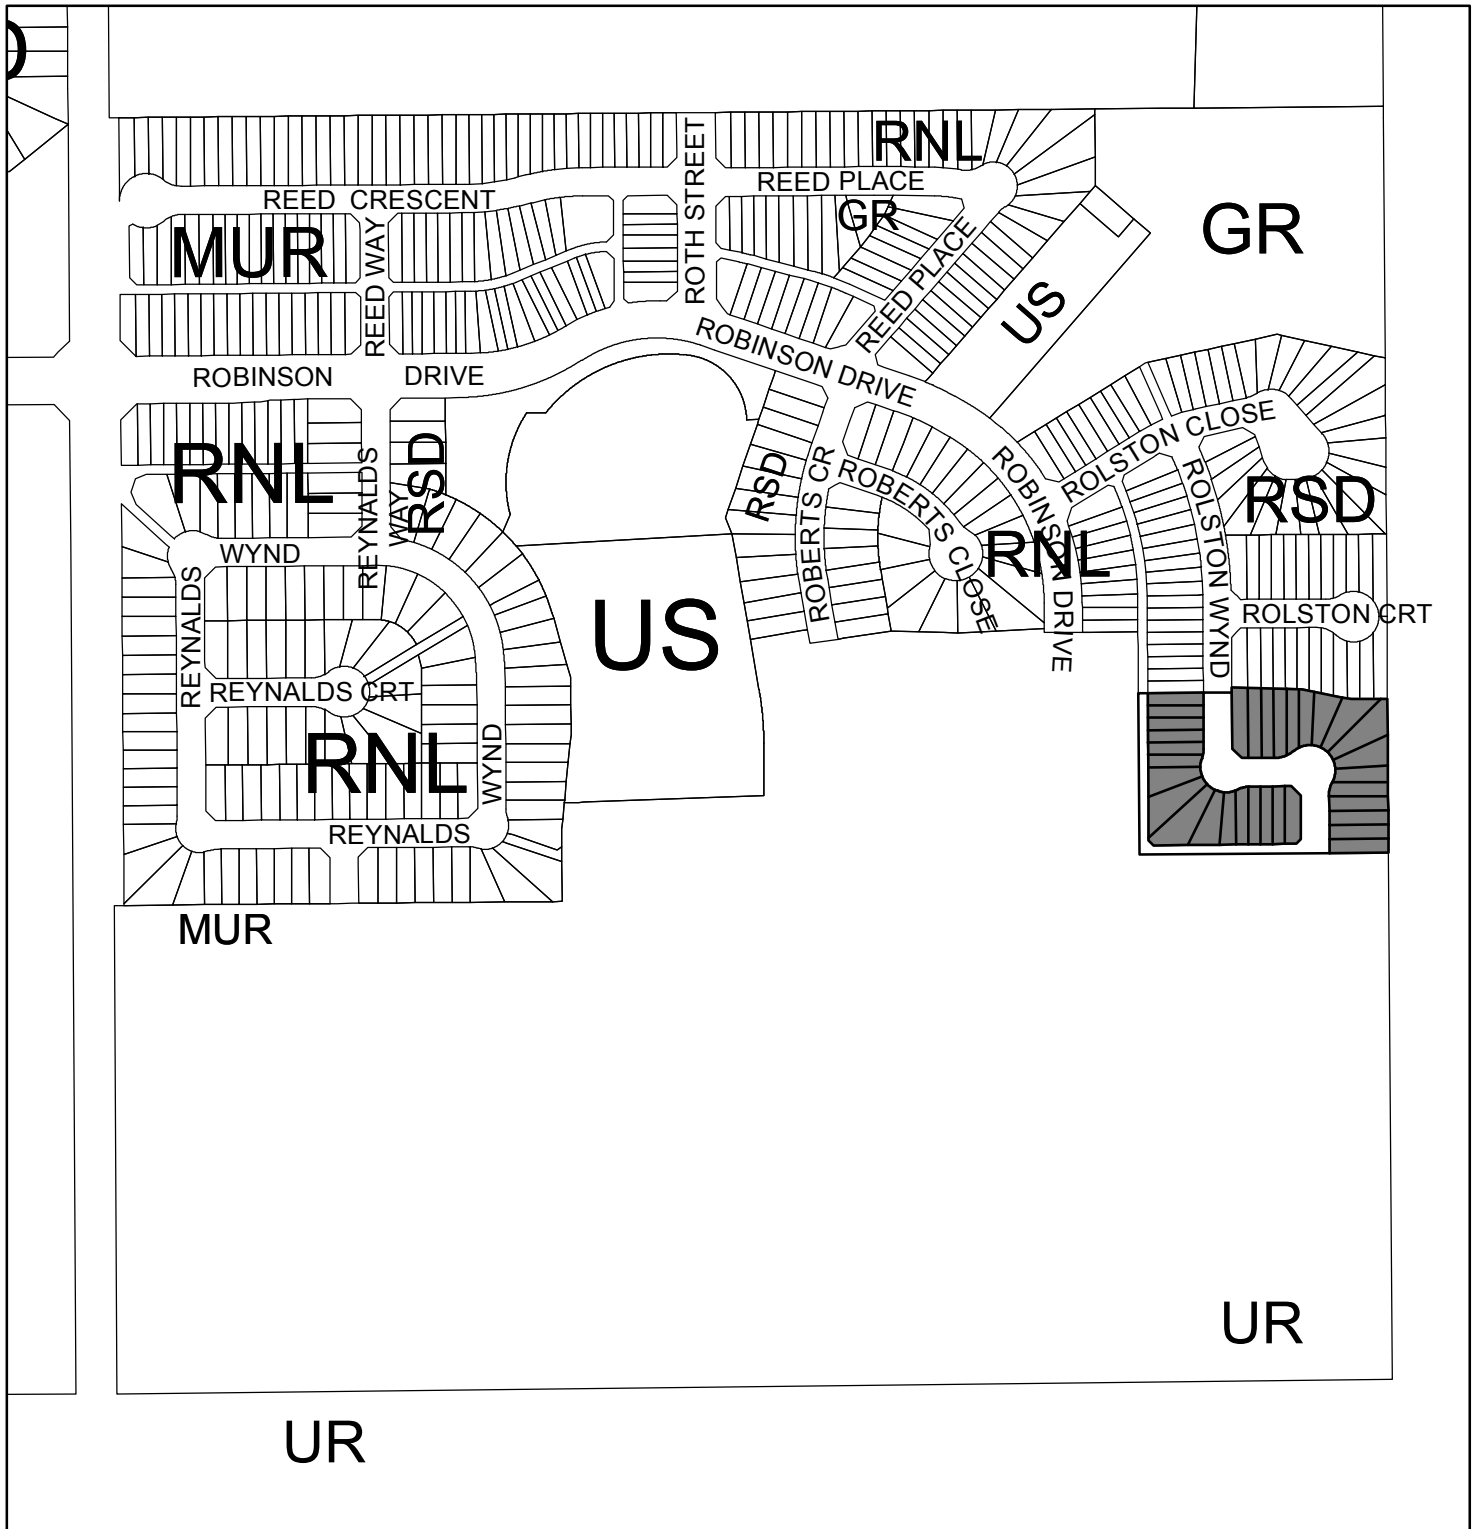 RNL
REED PLACE
REED CRESCENT
GR
GR
MUR
REED WAY
ROTH STREET
REED PLACE
US
ROBINSON DRIVE
ROBINSON DRIVE
RNL
REYNALDS
WAY
RSD
RSD
ROBERTS CR
ROBERTS CLOSE
ROBINSON DRIVE
RNL
ROLSTON CLOSE
ROLSTON WYND
RSD
WYND
REYNALDS
US
ROLSTON CRT
REYNALDS CRT
RNL
WYND
REYNALDS
MUR
UR
UR